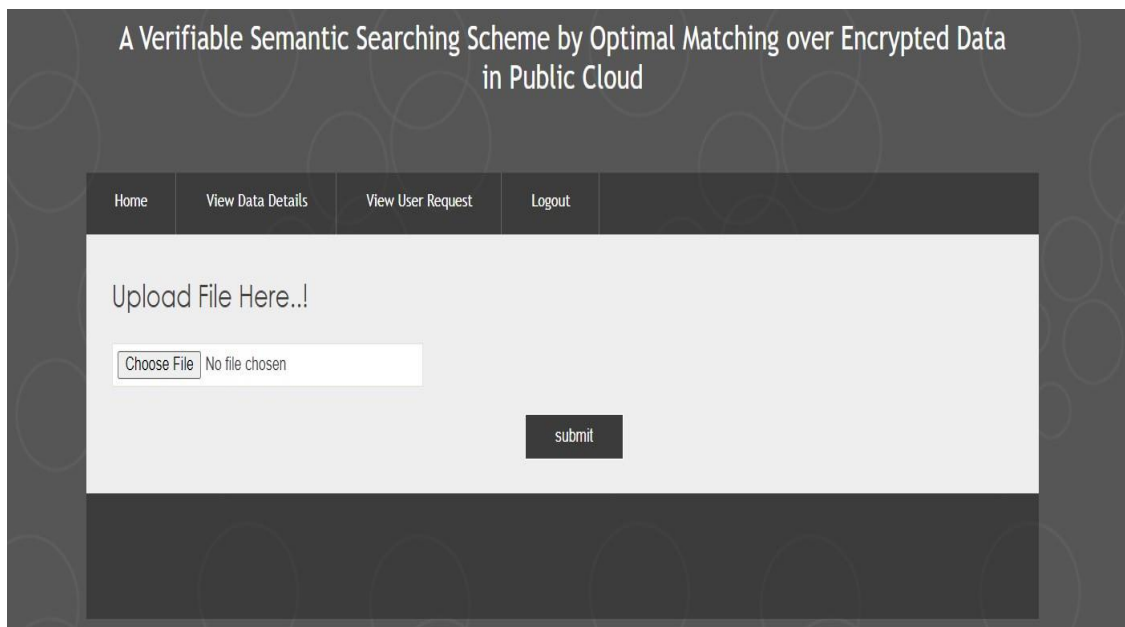 A Verifiable Semantic Searching Scheme by Optimal Matching over Encrypted Data
in Public Cloud
Home View Data Details View User Request Logout
Upload File Here..!
Choose File No file chosen
submit